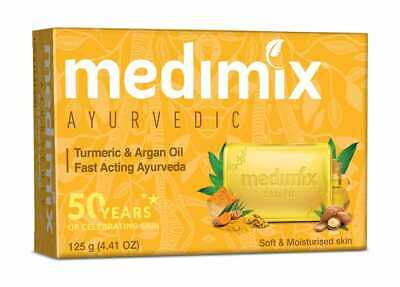 medimix
AYURVEDIC
Turmeric & Argan Oil
Fast Acting Ayurveda
medimix
50 YEARS
OF CELEBRATING SKIN
125 g (4.41 OZ)
Soft & Moisturised skin
medimix